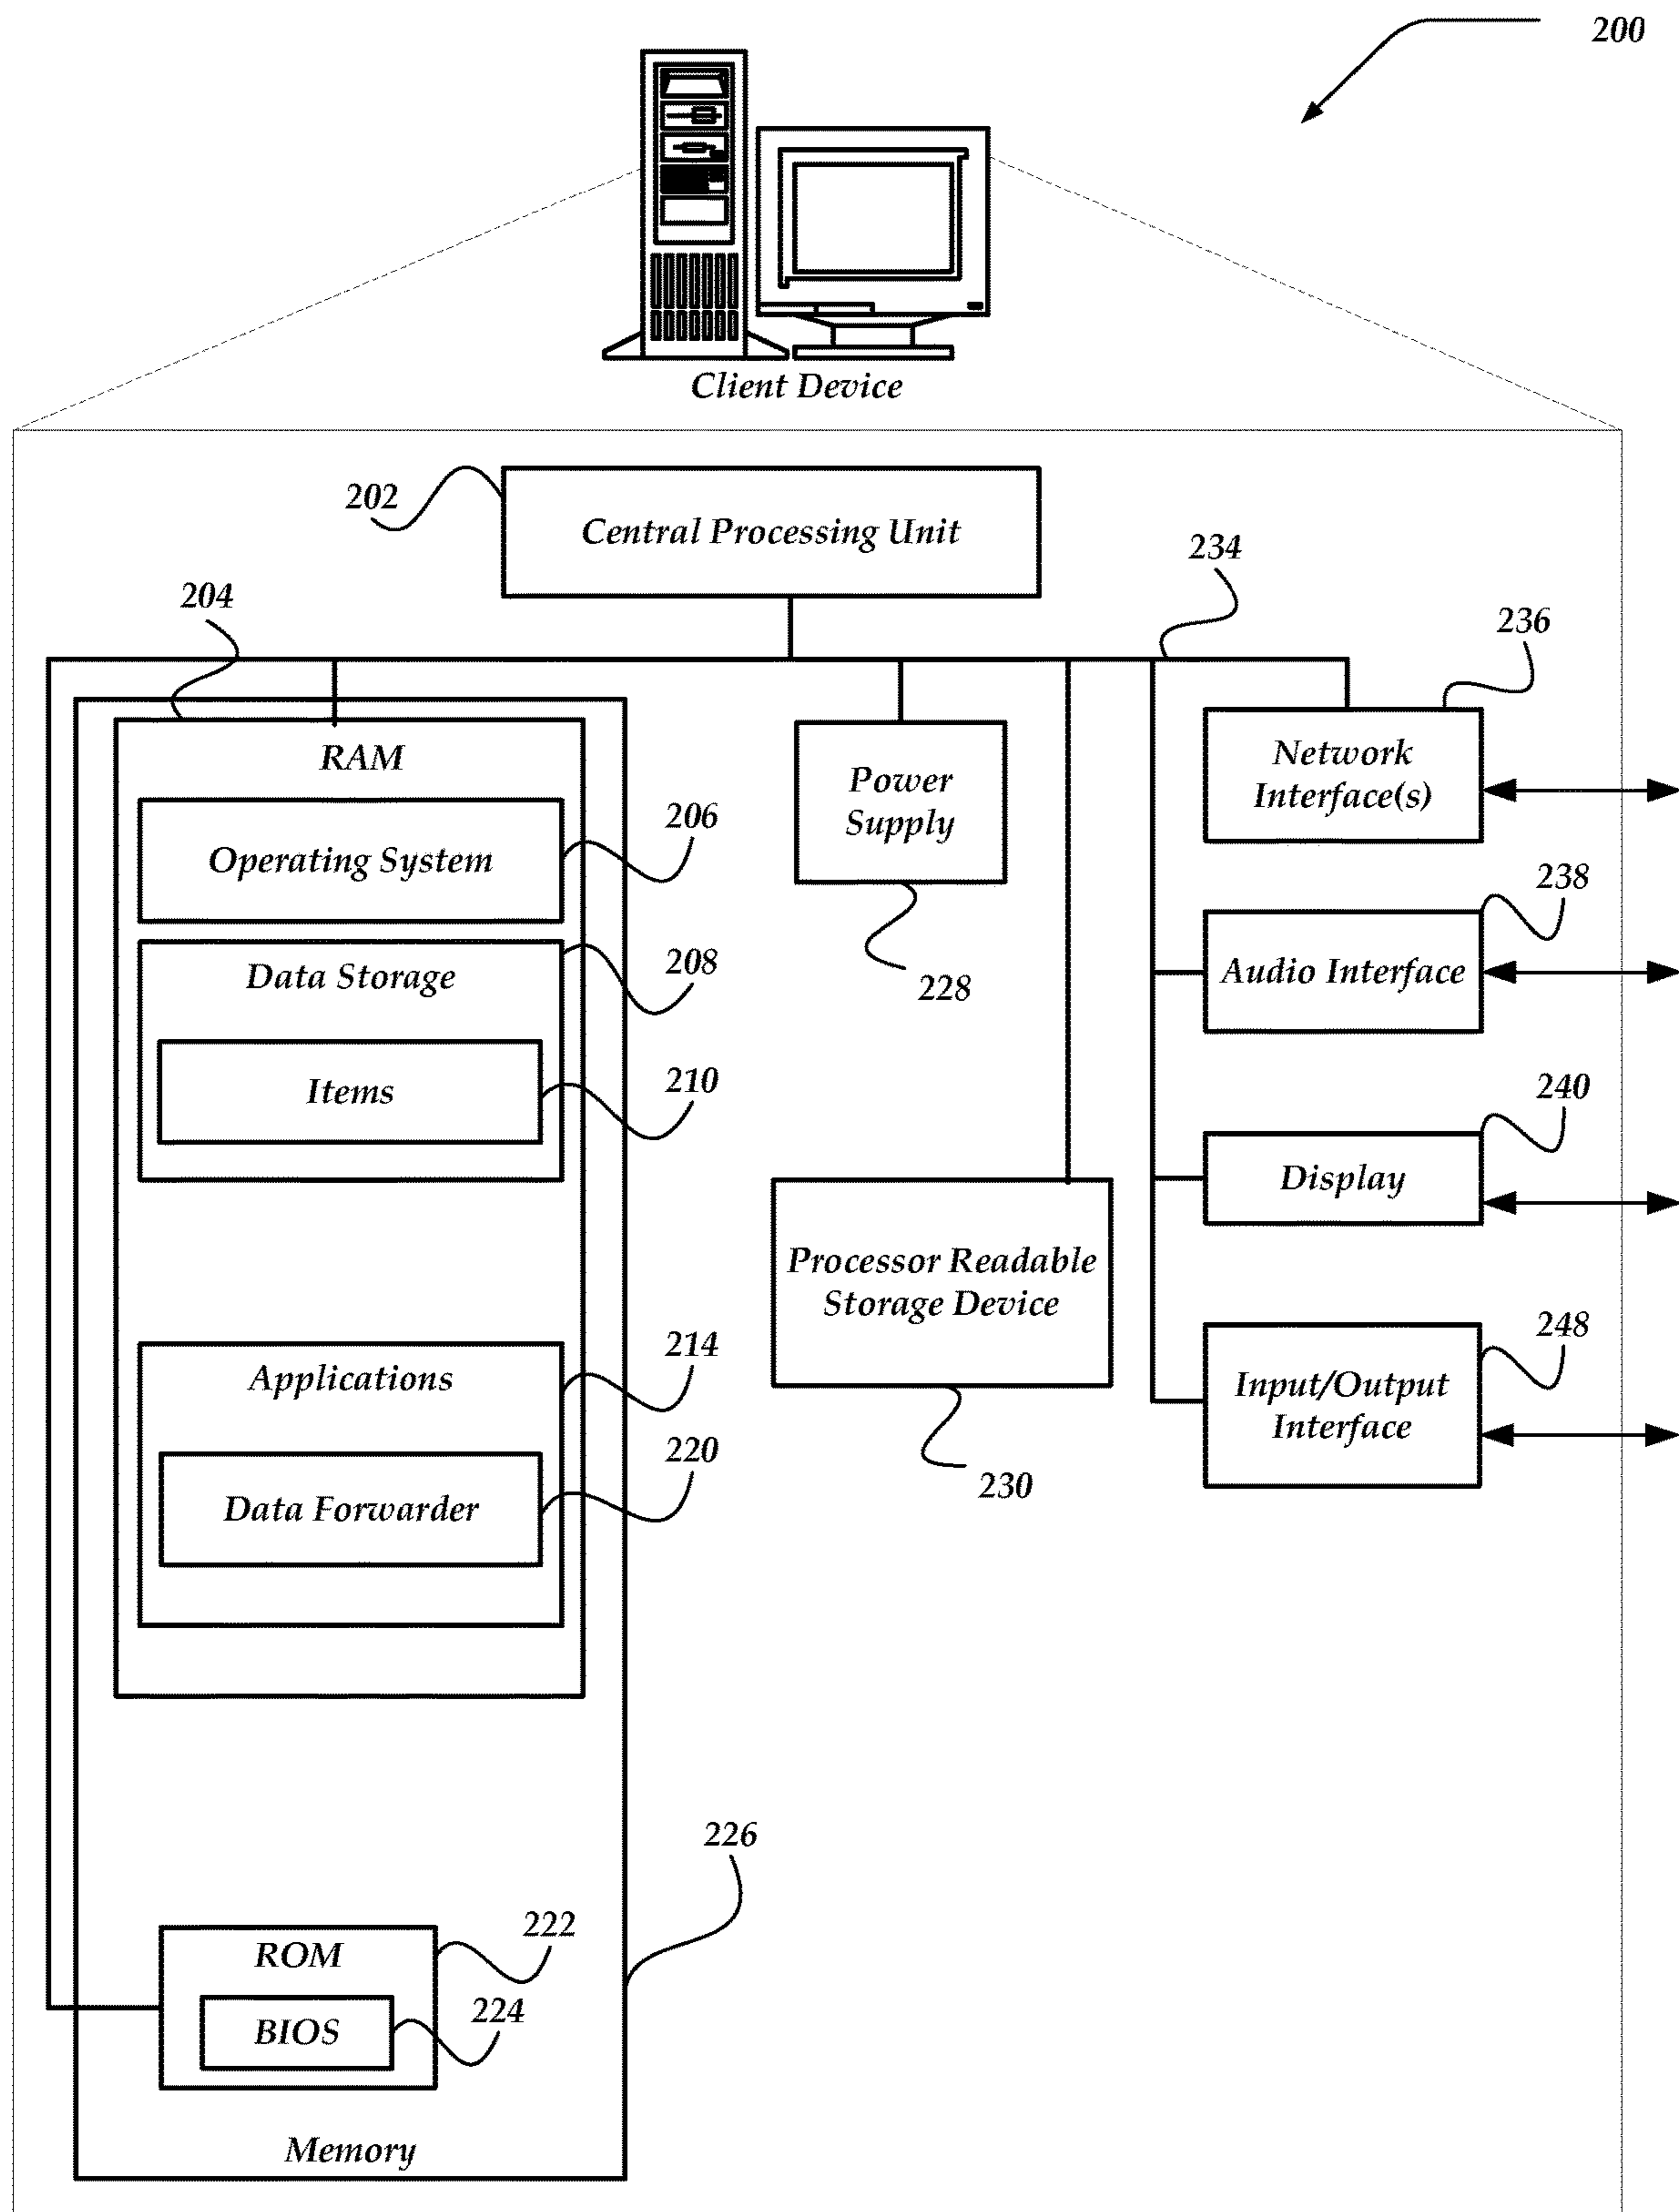 200
Client Device
202
Central Processing Unit
234
204
236
RAM
Network
Interface(s)
Power
Supply
206
Operating System
238
208
Data Storage
Audio Interface
228
210
Items
240
Display
Processor Readable
Storage Device
214
Applications
248
Input/Output
Interface
220
Data Forwarder
230
226
222
ROM
224
BIOS
Memory